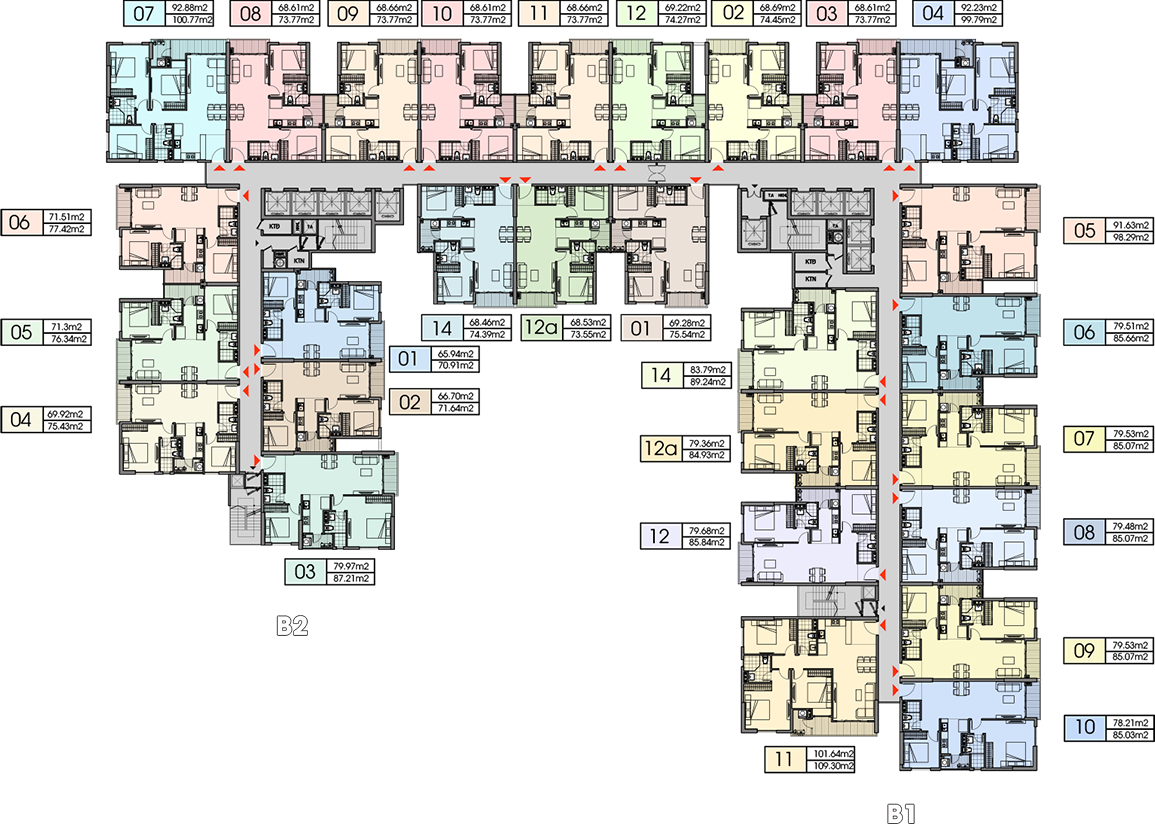 07 92.88m2 100.77m2
08 68.61m2 73.77m2
09 68.66m2 73.77m2
10 68.61m2 73.77m2
11 68.66m2 73.77m2
12 69.22m2 74.27m2
02 68.69m2 74.45m2
03 68.61m2 73.77m2
04 92.23m2 99.79m2
06 71.51m2 77.42m2
KTĐ TA
KTN
TA
TA
KTĐ
KTN
05 91.63m2 98.29m2
05 71.3m2 76.34m2
14 68.46m2 74.39m2
12a 68.53m2 73.55m2
01 69.28m2 75.54m2
06 79.51m2 85.66m2
01 65.94m2 70.91m2
14 83.79m2 89.24m2
02 66.70m2 71.64m2
04 69.92m2 75.43m2
12a 79.36m2 84.93m2
07 79.53m2 85.07m2
12 79.68m2 85.84m2
08 79.48m2 85.07m2
03 79.97m2 87.21m2
B2
09 79.53m2 85.07m2
10 78.21m2 85.03m2
11 101.64m2 109.30m2
B1